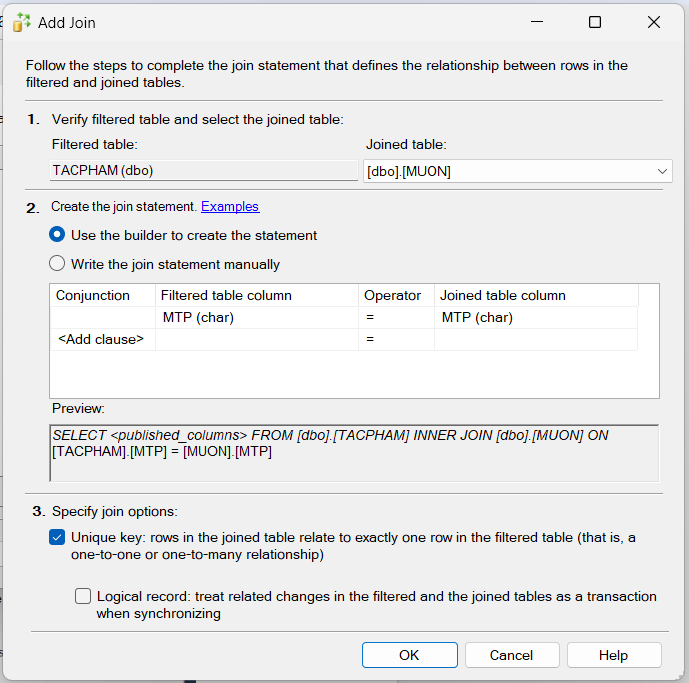 Add Join
Follow the steps to complete the join statement that defines the relationship between rows in the
filtered and joined tables.
1. Verify filtered table and select the joined table:
Filtered table:
Joined table:
TACPHAM (dbo)
[dbo].[MUON]
2. Create the join statement. Examples
Use the builder to create the statement
Write the join statement manually
Conjunction Filtered table column Operator Joined table column
MTP (char) = MTP (char)
<Add clause> =
Preview:
SELECT <published_columns> FROM [dbo].[TACPHAM] INNER JOIN [dbo].[MUON] ON
[TACPHAM].[MTP] = [MUON].[MTP]
3. Specify join options:
Unique key: rows in the joined table relate to exactly one row in the filtered table (that is, a
one-to-one or one-to-many relationship)
Logical record: treat related changes in the filtered and the joined tables as a transaction
when synchronizing
OK Cancel Help